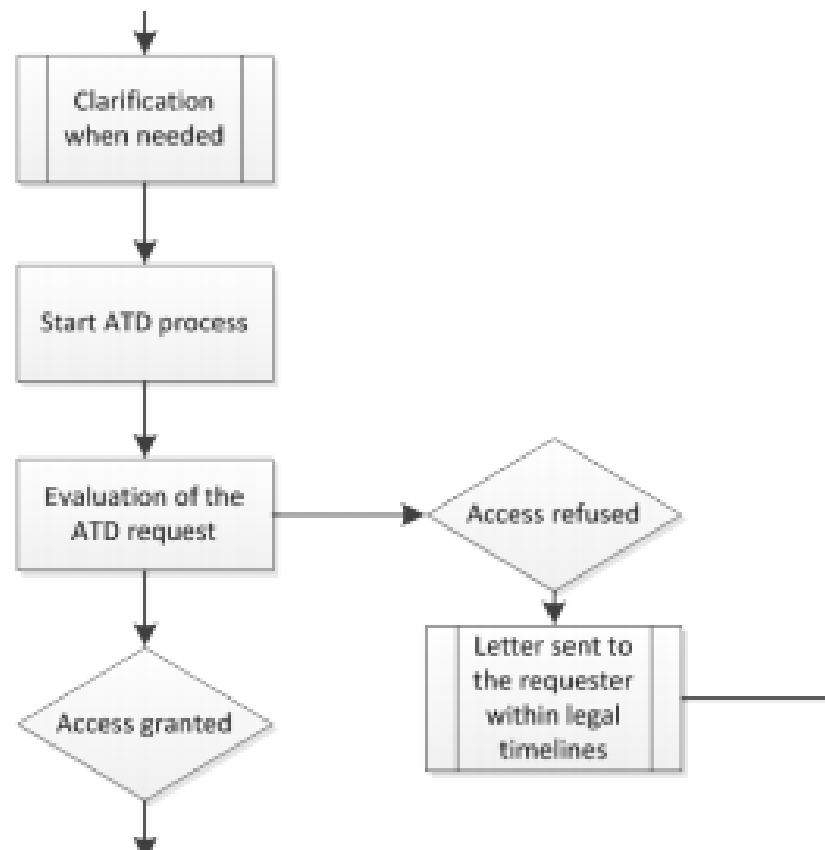 Clarification
when needed
Start ATD process
Evaluation of the
ATD request
Access refused
Letter sent to
the requester
within legal
timelines
Access granted